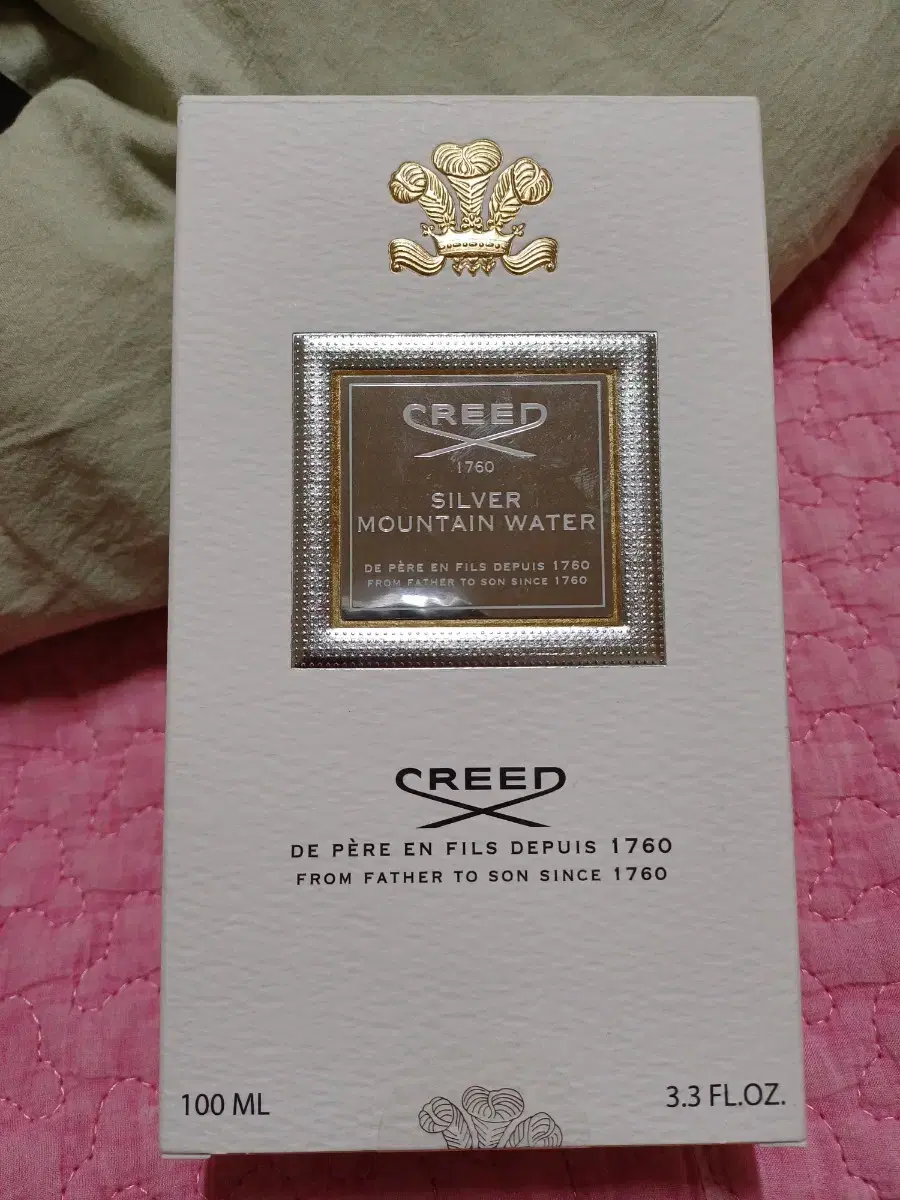 CREED
1760
SILVER
MOUNTAIN WATER
DE PÈRE EN FILS DEPUIS 1760
FROM FATHER TO SON SINCE 1760
CREED
DE PÈRE EN FILS DEPUIS 1760
FROM FATHER TO SON SINCE 1760
100 ML
3.3 FL.OZ.